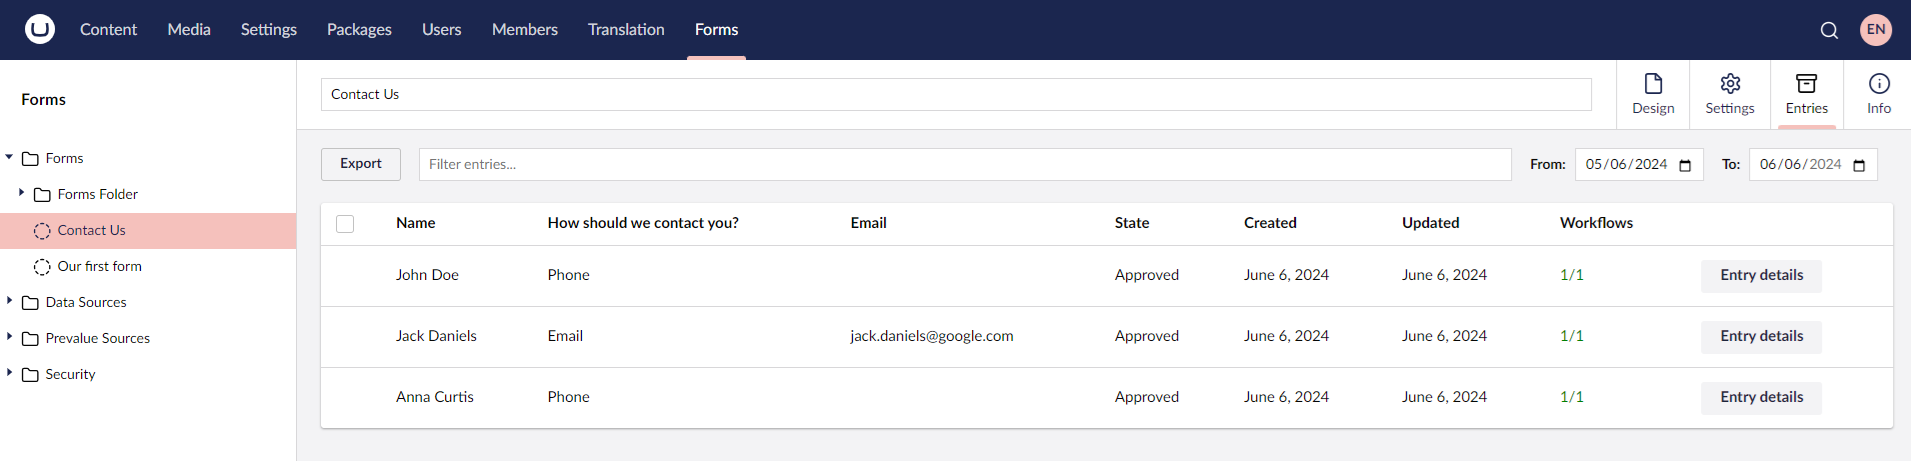 Content Media Settings Packages Users Members Translation Forms EN
Forms
Contact Us
Design Settings Entries Info
Forms
Forms Folder
Contact Us
Our first form
Data Sources
Prevalue Sources
Security
Export Filter entries... From: 05/06/2024 To: 06/06/2024
Name How should we contact you? Email State Created Updated Workflows
John Doe Phone Approved June 6, 2024 June 6, 2024 1/1 Entry details
Jack Daniels Email jack.daniels@google.com Approved June 6, 2024 June 6, 2024 1/1 Entry details
Anna Curtis Phone Approved June 6, 2024 June 6, 2024 1/1 Entry details